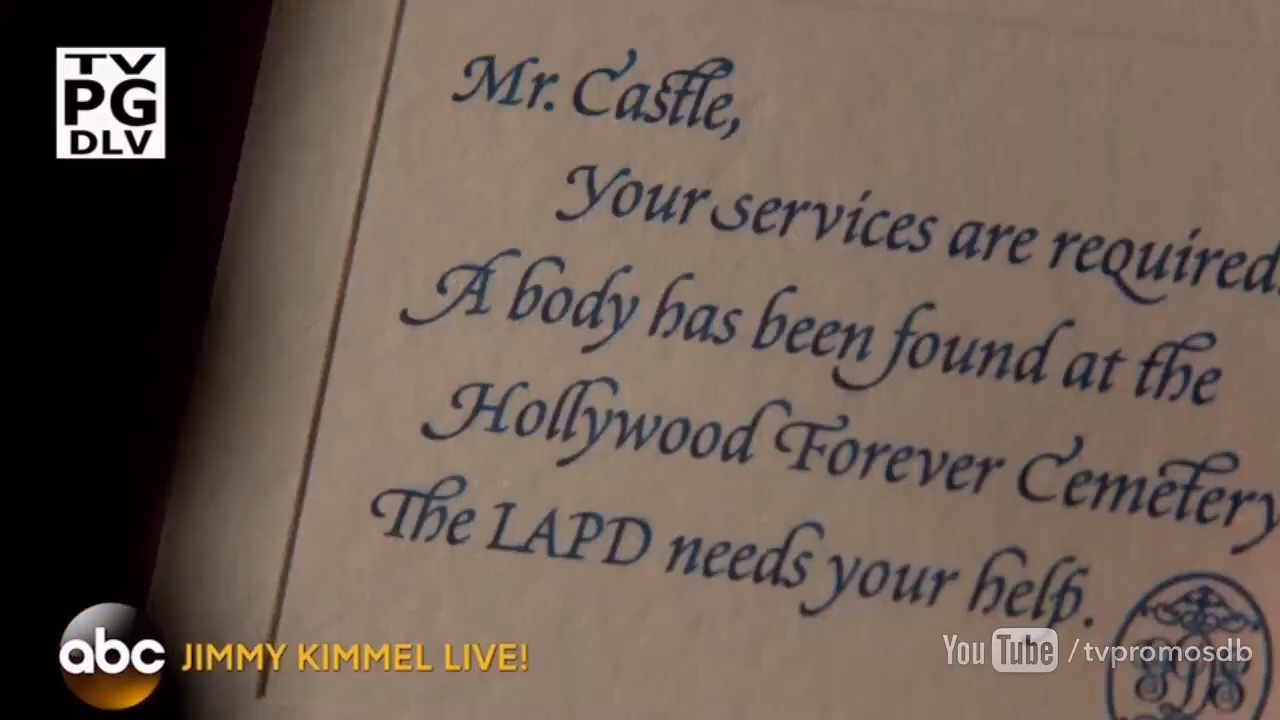 TV
PG
DLV
Mr. Castle,
Your services are required.
A body has been found at the
Hollywood Forever Cemetery
The LAPD needs your help.
abc JIMMY KIMMEL LIVE!
YouTube /tvpromosdb